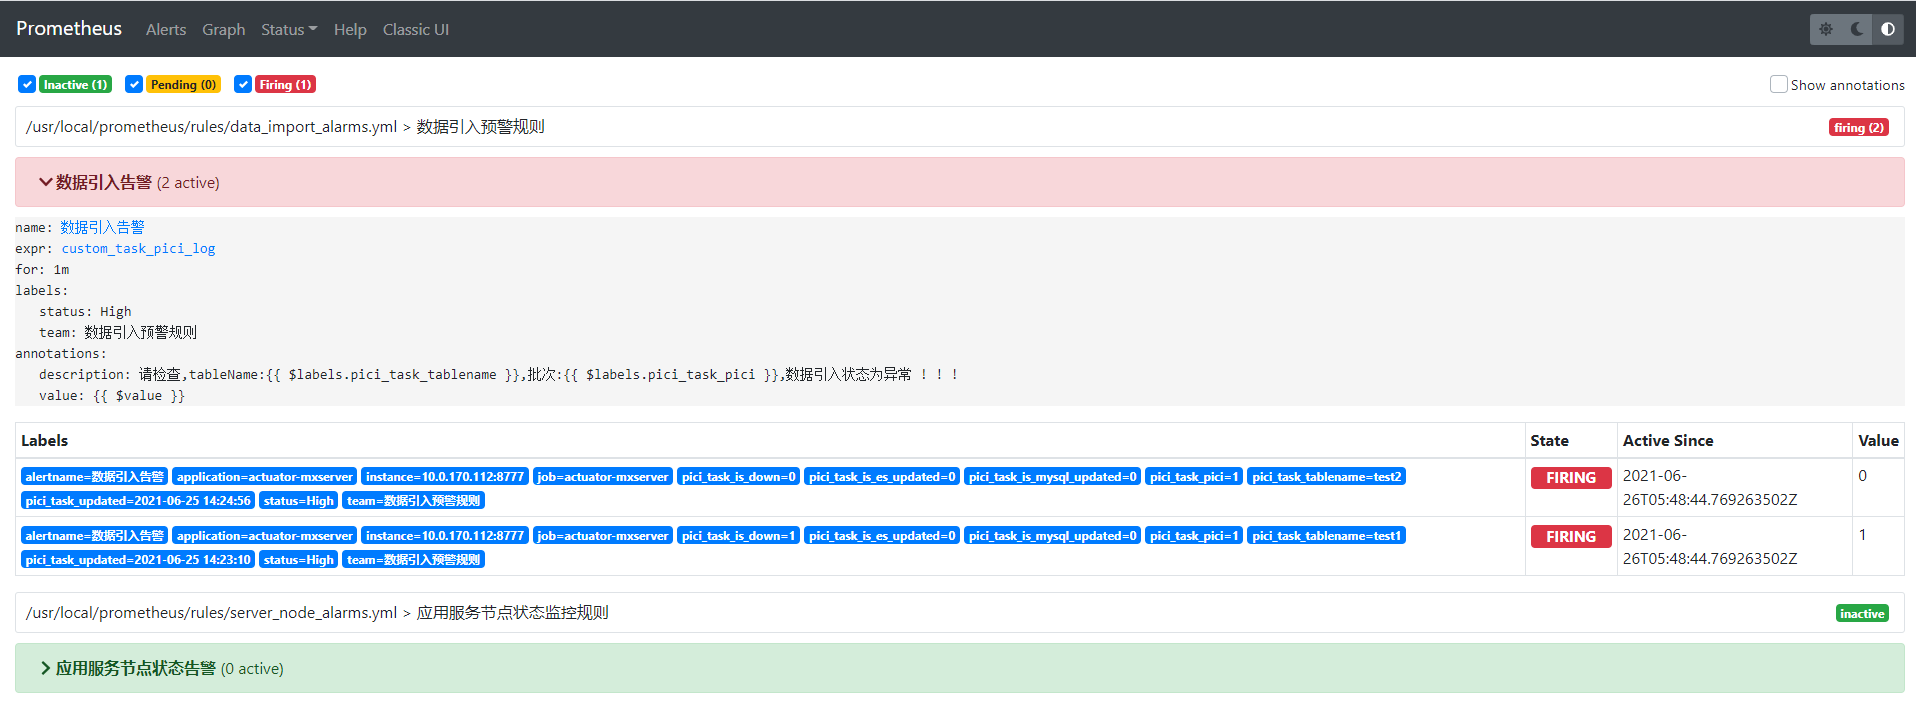 Prometheus Alerts Graph Status Help Classic UI
Inactive (1) Pending (0) Firing (1) Show annotations
/usr/local/prometheus/rules/data_import_alarms.yml > 数据引入预警规则 firing (2)
数据引入告警 (2 active)
name: 数据引入告警
expr: custom_task_pici_log
for: 1m
labels:
status: High
team: 数据引入预警规则
annotations:
description: 请检查,tableName:{{ $labels.pici_task_tablename }},批次:{{ $labels.pici_task_pici }},数据引入状态为异常 ！！！
value: {{ $value }}
Labels State Active Since Value
alertname=数据引入告警 application=actuator-mxserver instance=10.0.170.112:8777 job=actuator-mxserver pici_task_is_down=0 pici_task_is_es_updated=0 pici_task_is_mysql_updated=0 pici_task_pici=1 pici_task_tablename=test2 FIRING 2021-06- 0
pici_task_updated=2021-06-25 14:24:56 status=High team=数据引入预警规则 26T05:48:44.769263502Z
alertname=数据引入告警 application=actuator-mxserver instance=10.0.170.112:8777 job=actuator-mxserver pici_task_is_down=1 pici_task_is_es_updated=0 pici_task_is_mysql_updated=0 pici_task_pici=1 pici_task_tablename=test1 FIRING 2021-06- 1
pici_task_updated=2021-06-25 14:23:10 status=High team=数据引入预警规则 26T05:48:44.769263502Z
/usr/local/prometheus/rules/server_node_alarms.yml > 应用服务节点状态监控规则 inactive
应用服务节点状态告警 (0 active)